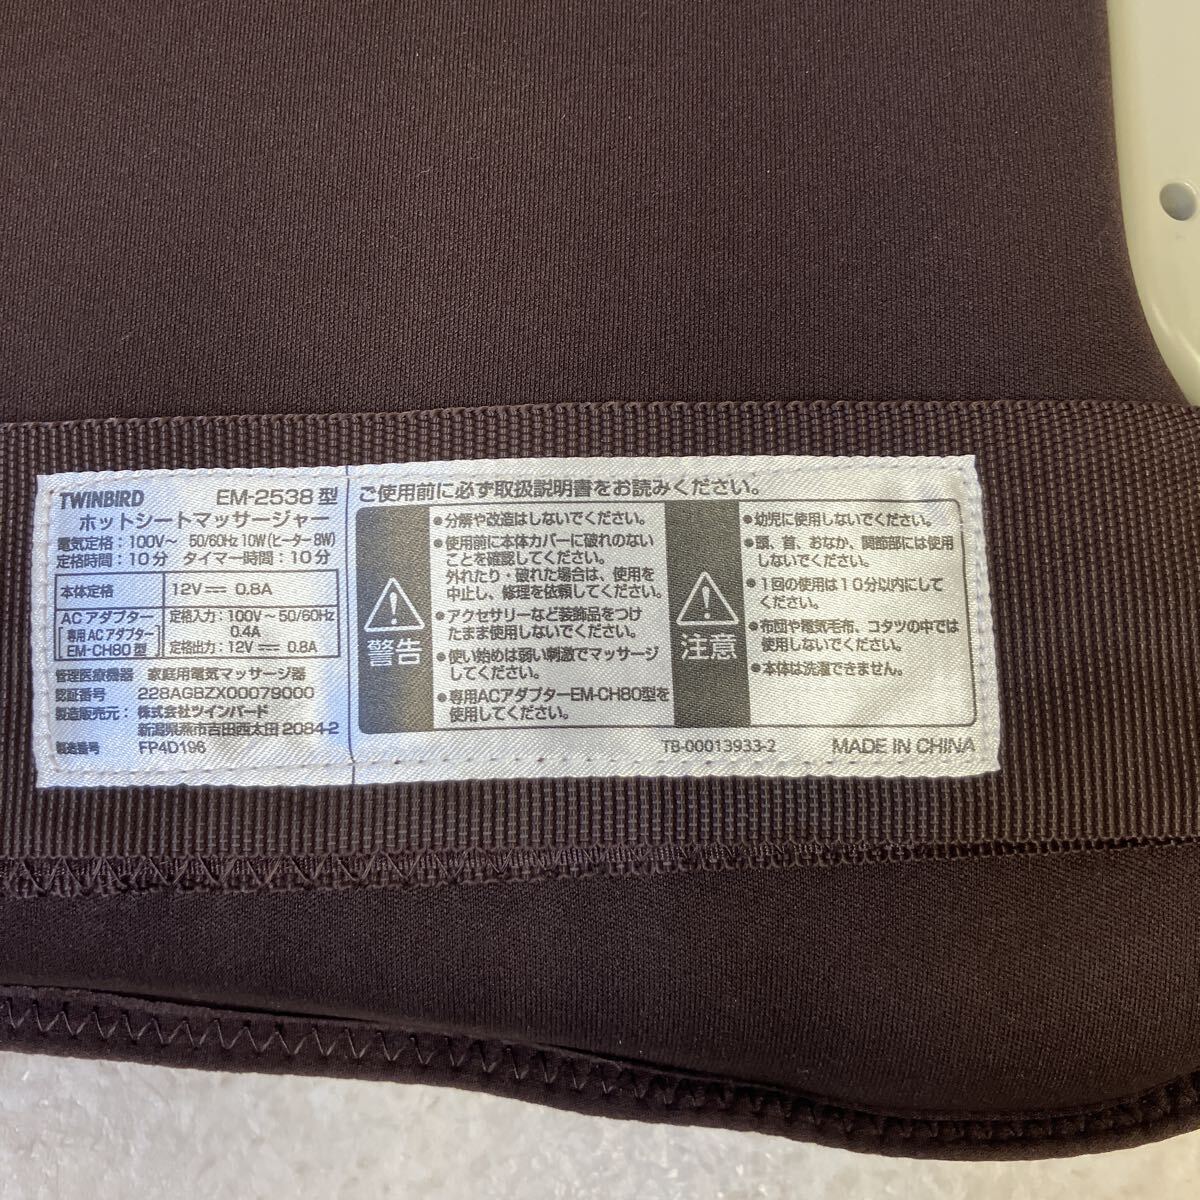 TWINBIRD EM-2538型
ホットシートマッサージャー
電気定格：100V～ 50/60Hz 10W(ヒーター8W)
定格時間：10分 タイマー時間：10分
本体定格 12V⎓ 0.8A
ACアダプター 定格入力：100V～50/60Hz
0.4A
専用ACアダプター
EM-CH80型 定格出力：12V⎓ 0.8A
管理医療機器 家庭用電気マッサージ器
認証番号 228AGBZX00079000
製造販売元：株式会社ツインバード
新潟県燕市吉田西太田2084-2
製造番号 FP4D196
ご使用前に必ず取扱説明書をお読みください。
警告
●分解や改造はしないでください。
●使用前に本体カバーに破れのない
ことを確認してください。
外れたり・破れた場合は、使用を
中止し、修理を依頼してください。
●アクセサリーなど装飾品をつけ
たまま使用しないでください。
●使い始めは弱い刺激でマッサージ
してください。
●専用ACアダプターEM-CH80型を
使用してください。
注意
●幼児に使用しないでください。
●頭、首、おなか、関節部には使用
しないでください。
●1回の使用は10分以内にして
ください。
●布団や電気毛布、コタツの中では
使用しないでください。
●本体は洗濯できません。
TB-00013933-2 MADE IN CHINA